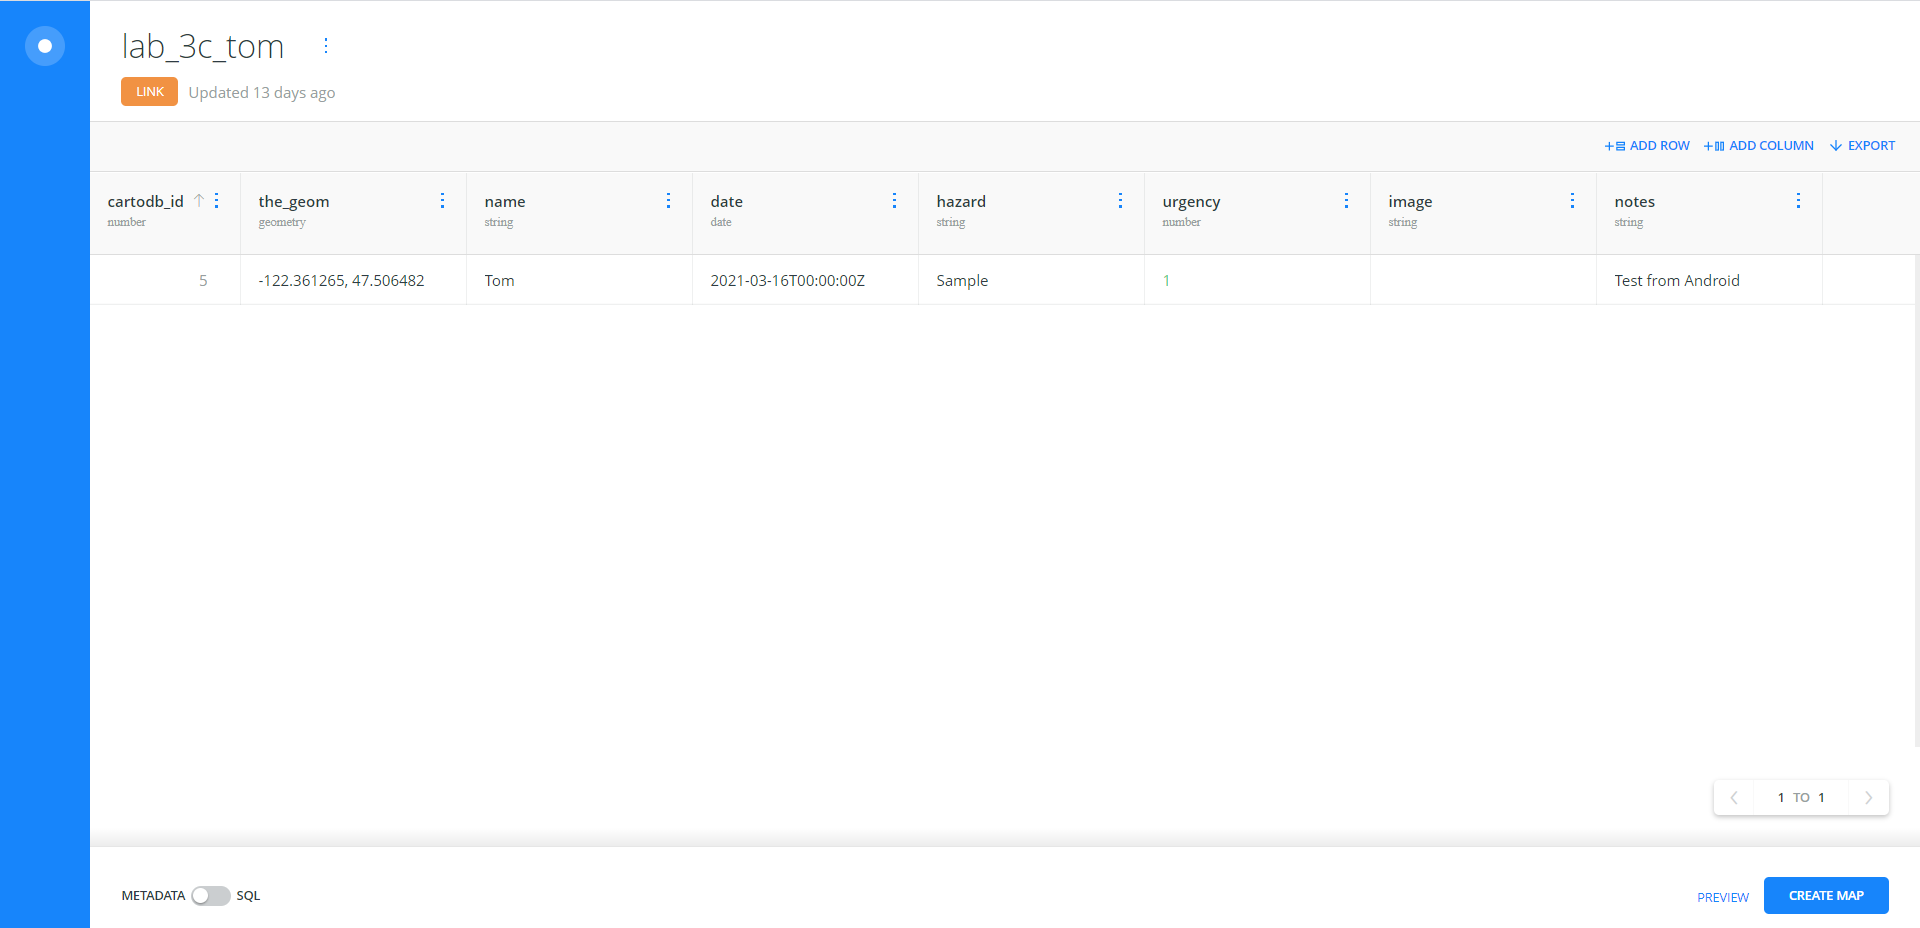 lab_3c_tom
LINK Updated 13 days ago
ADD ROW ADD COLUMN EXPORT
cartodb_id the_geom name date hazard urgency image notes
number geometry string date string number string string
5 -122.361265, 47.506482 Tom 2021-03-16T00:00:00Z Sample 1 Test from Android
1 TO 1
METADATA SQL PREVIEW CREATE MAP